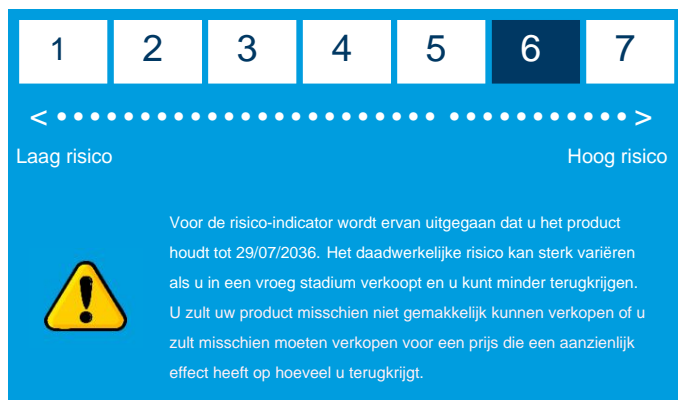 1 2 3 4 5 6 7
< >
Laag risico Hoog risico
Voor de risico-indicator wordt ervan uitgegaan dat u het product
houdt tot 29/07/2036. Het daadwerkelijke risico kan sterk variëren
als u in een vroeg stadium verkoopt en u kunt minder terugkrijgen.
U zult uw product misschien niet gemakkelijk kunnen verkopen of u
zult misschien moeten verkopen voor een prijs die een aanzienlijk
effect heeft op hoeveel u terugkrijgt.